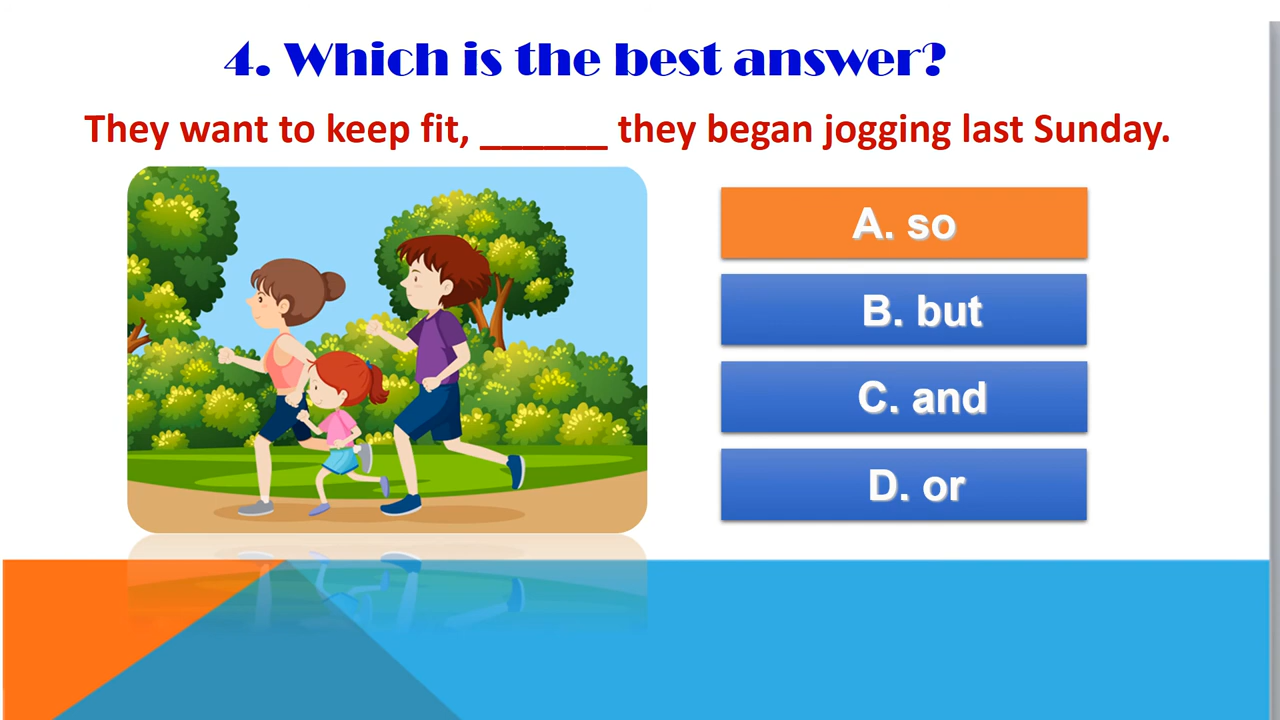 4. Which is the best answer?
They want to keep fit, ______ they began jogging last Sunday.
A. so
B. but
C. and
D. or